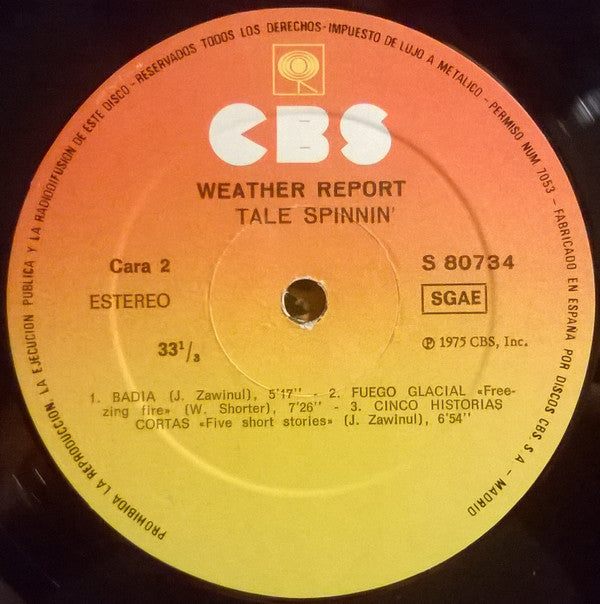 PROHIBIDA LA REPRODUCCION, LA EJECUCION PUBLICA Y LA RADIODIFUSION DE ESTE DISCO - RESERVADOS TODOS LOS DERECHOS - IMPUESTO DE LUJO A METALICO - PERMISO NUM 7053 - FABRICADO EN ESPAÑA POR DISCOS CBS. S. A. - MADRID
CBS
WEATHER REPORT
TALE SPINNIN'
Cara 2
S 80734
ESTEREO
SGAE
33 1/3
℗ 1975 CBS, Inc.
1. BADIA (J. Zawinul), 5'17'' - 2. FUEGO GLACIAL «Free-
zing fire» (W. Shorter), 7'26'' - 3. CINCO HISTORIAS
CORTAS «Five short stories» (J. Zawinul), 6'54''